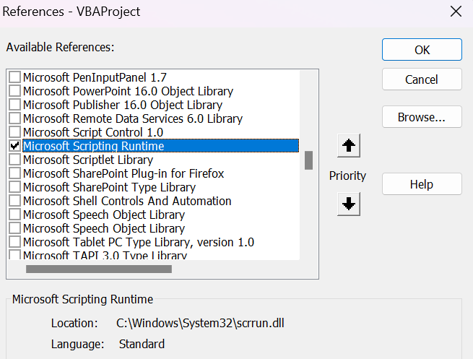 References - VBAProject
Available References:
Microsoft PenInputPanel 1.7
Microsoft PowerPoint 16.0 Object Library
Microsoft Publisher 16.0 Object Library
Microsoft Remote Data Services 6.0 Library
Microsoft Script Control 1.0
Microsoft Scripting Runtime
Microsoft Scriptlet Library
Microsoft SharePoint Plug-in for Firefox
Microsoft SharePoint Type Library
Microsoft Shell Controls And Automation
Microsoft Speech Object Library
Microsoft Speech Object Library
Microsoft Tablet PC Type Library, version 1.0
Microsoft TAPI 3.0 Type Library
OK
Cancel
Browse...
Priority
Help
Microsoft Scripting Runtime
Location: C:\Windows\System32\scrrun.dll
Language: Standard